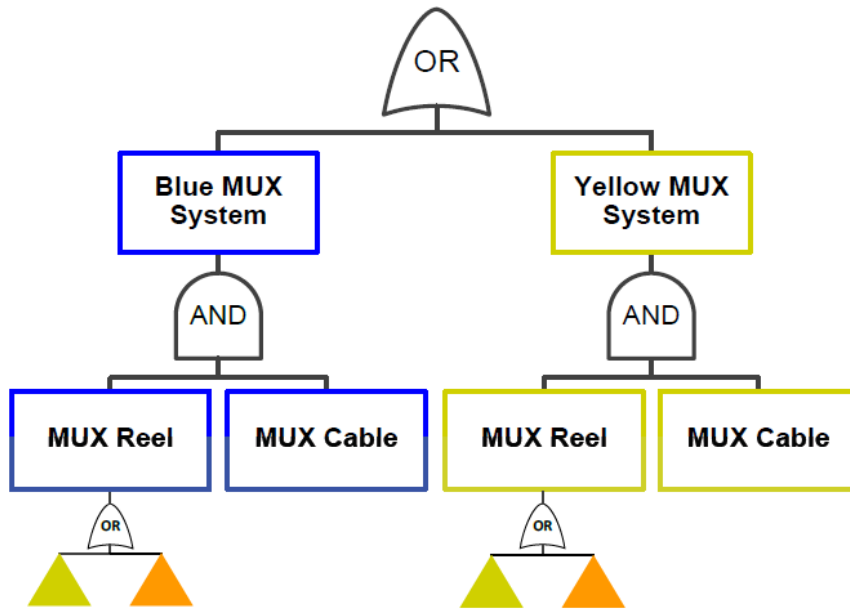 OR
Blue MUX
System
Yellow MUX
System
AND
AND
MUX Reel
MUX Cable
MUX Reel
MUX Cable
OR
OR